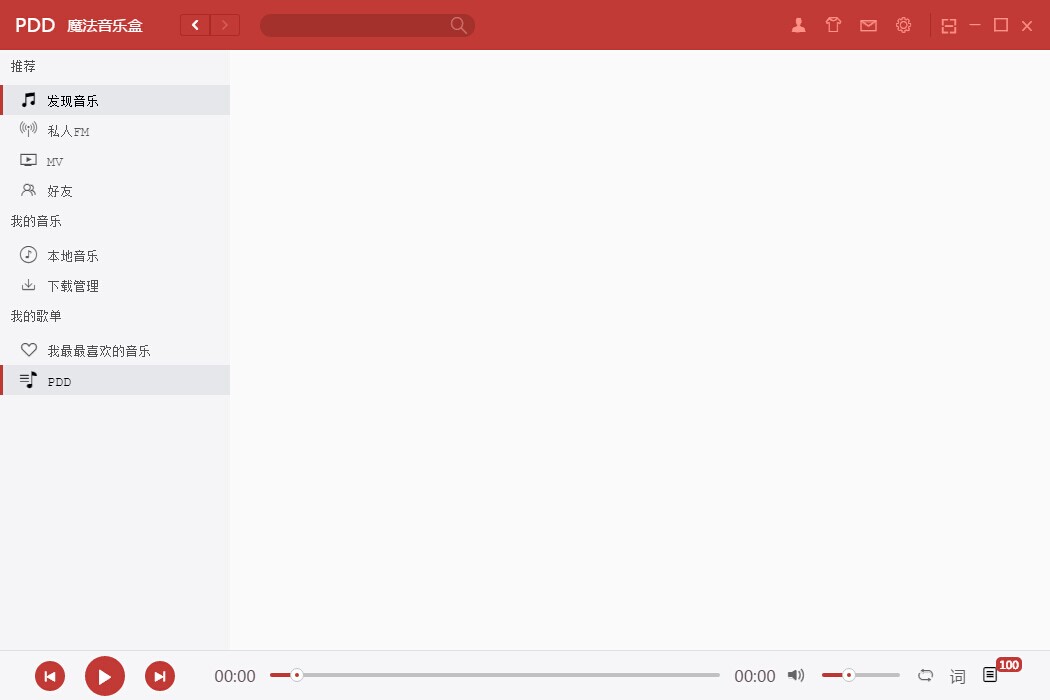 PDD 魔法音乐盒
推荐
发现音乐
私人FM
MV
好友
我的音乐
本地音乐
下载管理
我的歌单
我最最喜欢的音乐
PDD
00:00 00:00 词 100